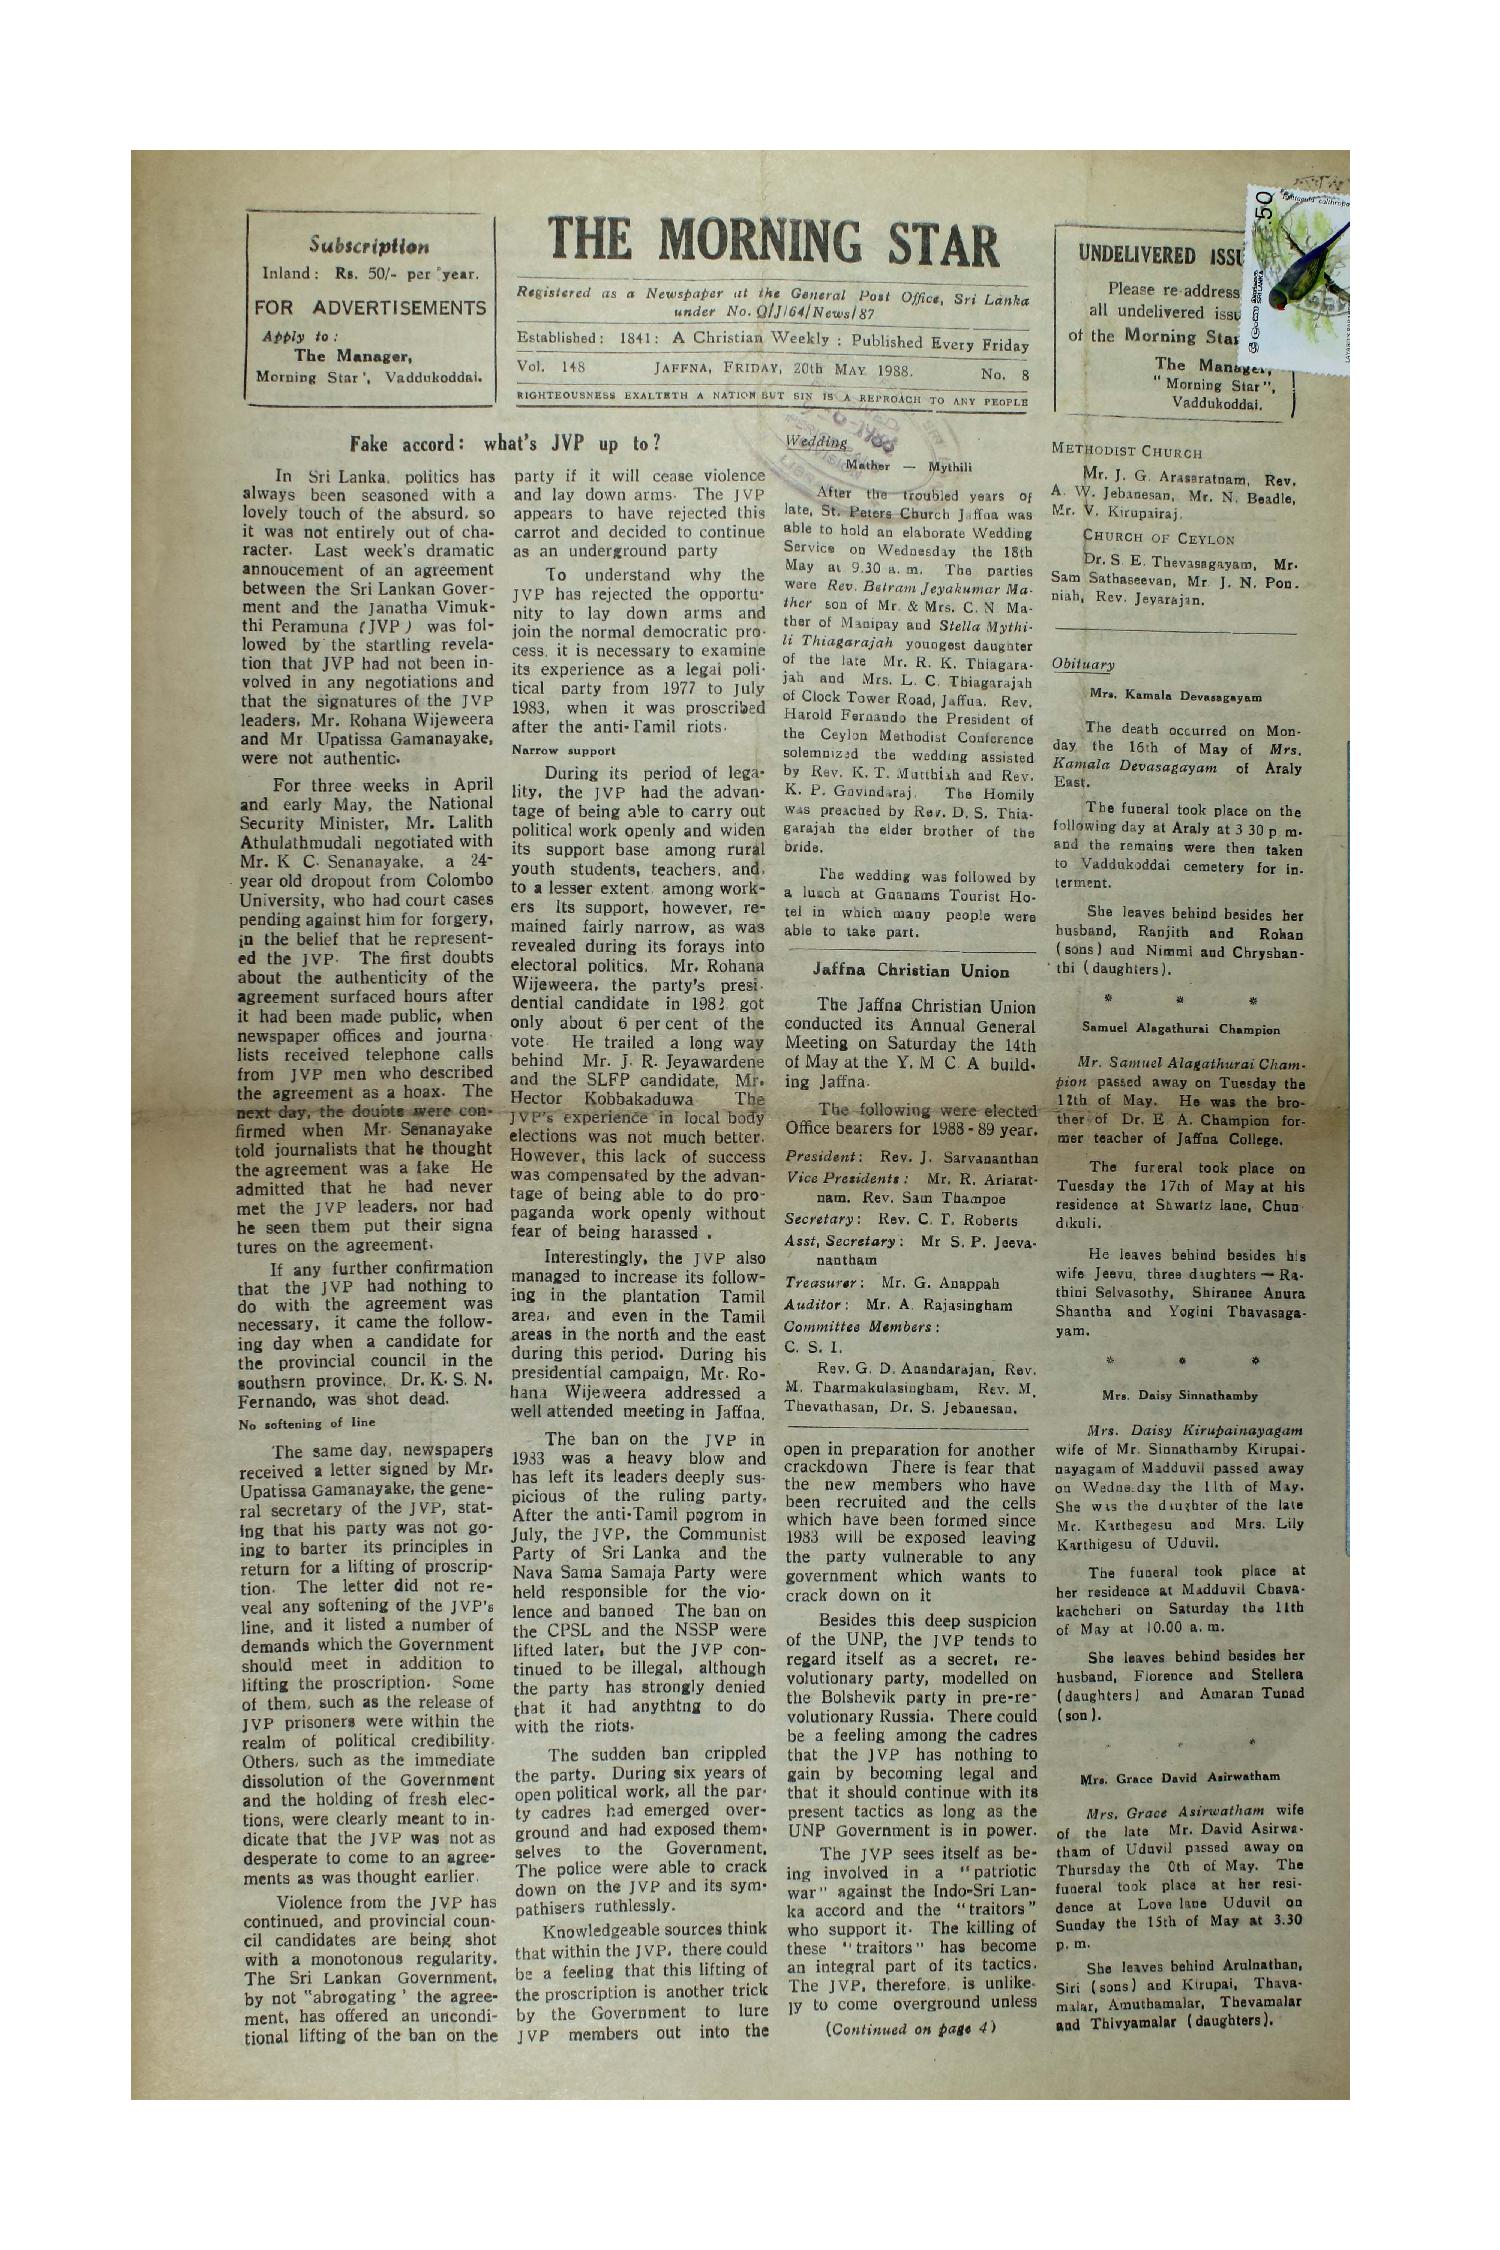 Subscription
Inland : Rs. 50/- per year.
FOR ADVERTISEMENTS
Apply to :
The Manager,
Morning Star', Vaddukoddai.
THE MORNING STAR
Registered as a Newspaper at the General Post Office, Sri Lanka
under No. Q/J/64/News/87
Established : 1841 : A Christian Weekly : Published Every Friday
Vol. 148 JAFFNA, FRIDAY, 20th MAY 1988. No. 8
RIGHTEOUSNESS EXALTETH A NATION BUT SIN IS A REPROACH TO ANY PEOPLE
UNDELIVERED ISSU
Please re-address
all undelivered issu
of the Morning Star
The Manager,
" Morning Star",
Vaddukoddai.
.50
SRI LANKA
Fake accord : what's JVP up to ?
In Sri Lanka, politics has
always been seasoned with a
lovely touch of the absurd, so
it was not entirely out of cha-
racter. Last week's dramatic
annoucement of an agreement
between the Sri Lankan Gover-
ment and the Janatha Vimuk-
thi Peramuna (JVP) was fol-
lowed by the startling revela-
tion that JVP had not been in-
volved in any negotiations and
that the signatures of the JVP
leaders, Mr. Rohana Wijeweera
and Mr Upatissa Gamanayake,
were not authentic.
For three weeks in April
and early May, the National
Security Minister, Mr. Lalith
Athulathmudali negotiated with
Mr. K C. Senanayake, a 24-
year old dropout from Colombo
University, who had court cases
pending against him for forgery,
in the belief that he represent-
ed the JVP. The first doubts
about the authenticity of the
agreement surfaced hours after
it had been made public, when
newspaper offices and journa-
lists received telephone calls
from JVP men who described
the agreement as a hoax. The
next day, the doubts were con-
firmed when Mr. Senanayake
told journalists that he thought
the agreement was a fake He
admitted that he had never
met the JVP leaders, nor had
he seen them put their signa
tures on the agreement.
If any further confirmation
that the JVP had nothing to
do with the agreement was
necessary, it came the follow-
ing day when a candidate for
the provincial council in the
southern province, Dr. K. S. N.
Fernando, was shot dead.
No softening of line
The same day, newspapers
received a letter signed by Mr.
Upatissa Gamanayake, the gene-
ral secretary of the JVP, stat-
ing that his party was not go-
ing to barter its principles in
return for a lifting of proscrip-
tion. The letter did not re-
veal any softening of the JVP's
line, and it listed a number of
demands which the Government
should meet in addition to
lifting the proscription. Some
of them, such as the release of
JVP prisoners were within the
realm of political credibility.
Others, such as the immediate
dissolution of the Government
and the holding of fresh elec-
tions, were clearly meant to in-
dicate that the JVP was not as
desperate to come to an agree-
ments as was thought earlier.
Violence from the JVP has
continued, and provincial coun-
cil candidates are being shot
with a monotonous regularity.
The Sri Lankan Government,
by not "abrogating' the agree-
ment, has offered an uncondi-
tional lifting of the ban on the
party if it will cease violence
and lay down arms. The JVP
appears to have rejected this
carrot and decided to continue
as an underground party
To understand why the
JVP has rejected the opportu-
nity to lay down arms and
join the normal democratic pro-
cess, it is necessary to examine
its experience as a legal poli-
tical party from 1977 to July
1983, when it was proscribed
after the anti-Tamil riots.
Narrow support
During its period of lega-
lity, the JVP had the advan-
tage of being able to carry out
political work openly and widen
its support base among rural
youth students, teachers, and,
to a lesser extent, among work-
ers Its support, however, re-
mained fairly narrow, as was
revealed during its forays into
electoral politics. Mr. Rohana
Wijeweera, the party's presi-
dential candidate in 1982 got
only about 6 per cent of the
vote He trailed a long way
behind Mr. J. R. Jeyawardene
and the SLFP candidate, Mr.
Hector Kobbakaduwa The
JVP's experience in local body
elections was not much better.
However, this lack of success
was compensated by the advan-
tage of being able to do pro-
paganda work openly without
fear of being harassed .
Interestingly, the JVP also
managed to increase its follow-
ing in the plantation Tamil
area, and even in the Tamil
areas in the north and the east
during this period. During his
presidential campaign, Mr. Ro-
hana Wijeweera addressed a
well attended meeting in Jaffna.
The ban on the JVP in
1933 was a heavy blow and
has left its leaders deeply sus-
picious of the ruling party.
After the anti-Tamil pogrom in
July, the JVP, the Communist
Party of Sri Lanka and the
Nava Sama Samaja Party were
held responsible for the vio-
lence and banned The ban on
the CPSL and the NSSP were
lifted later, but the JVP con-
tinued to be illegal, although
the party has strongly denied
that it had anythtng to do
with the riots.
The sudden ban crippled
the party. During six years of
open political work, all the par-
ty cadres had emerged over-
ground and had exposed them-
selves to the Government,
The police were able to crack
down on the JVP and its sym-
pathisers ruthlessly.
Knowledgeable sources think
that within the JVP, there could
be a feeling that this lifting of
the proscription is another trick
by the Government to lure
JVP members out into the
Wedding
Mather — Mythili
After the troubled years of
late, St. Peters Church Jaffna was
able to hold an elaborate Wedding
Service on Wednesday the 18th
May at 9.30 a. m. The parties
were Rev. Betram Jeyakumar Ma-
ther son of Mr. & Mrs. C. N Ma-
ther of Manipay and Stella Mythi-
li Thiagarajah youngest daughter
of the late Mr. R. K. Thiagara-
jah and Mrs. L. C. Thiagarajah
of Clock Tower Road, Jaffna. Rev.
Harold Fernando the President of
the Ceylon Methodist Conference
solemnized the wedding assisted
by Rev. K. T. Mutthiah and Rev.
K. P. Govindaraj. The Homily
was preached by Rev. D. S. Thia-
garajah the elder brother of the
bride.
The wedding was followed by
a lunch at Gnanams Tourist Ho-
tel in which many people were
able to take part.
Jaffna Christian Union
The Jaffna Christian Union
conducted its Annual General
Meeting on Saturday the 14th
of May at the Y. M C A build-
ing Jaffna.
The following were elected
Office bearers for 1988 - 89 year.
President : Rev. J. Sarvananthan
Vice Presidents : Mr. R. Ariarat-
nam. Rev. Sam Thampoe
Secretary : Rev. C. T. Roberts
Asst, Secretary : Mr S. P. Jeeva-
nantham
Treasurer : Mr. G. Anappah
Auditor : Mr. A. Rajasingham
Committee Members :
C. S. I.
Rev. G. D. Anandarajan, Rev.
M. Tharmakulasingham, Rev. M.
Thevathasan, Dr. S. Jebanesan.
open in preparation for another
crackdown There is fear that
the new members who have
been recruited and the cells
which have been formed since
1983 will be exposed leaving
the party vulnerable to any
government which wants to
crack down on it
Besides this deep suspicion
of the UNP, the JVP tends to
regard itself as a secret, re-
volutionary party, modelled on
the Bolshevik party in pre-re-
volutionary Russia. There could
be a feeling among the cadres
that the JVP has nothing to
gain by becoming legal and
that it should continue with its
present tactics as long as the
UNP Government is in power.
The JVP sees itself as be-
ing involved in a "patriotic
war" against the Indo-Sri Lan-
ka accord and the "traitors"
who support it. The killing of
these "traitors" has become
an integral part of its tactics.
The JVP, therefore, is unlike-
ly to come overground unless
(Continued on page 4)
METHODIST CHURCH
Mr. J. G. Arasaratnam, Rev.
A. W. Jebanesan, Mr. N. Beadle,
Mr. V. Kirupairaj.
CHURCH OF CEYLON
Dr. S. E. Thevasagayam, Mr.
Sam Sathaseevan, Mr J. N. Pon.
niah, Rev. Jeyarajan.
Obituary
Mrs. Kamala Devasagayam
The death occurred on Mon-
day the 16th of May of Mrs.
Kamala Devasagayam of Araly
East.
The funeral took place on the
following day at Araly at 3 30 p m.
and the remains were then taken
to Vaddukoddai cemetery for in-
terment.
She leaves behind besides her
husband, Ranjith and Rohan
(sons) and Nimmi and Chryshan-
thi (daughters).
* * *
Samuel Alagathurai Champion
Mr. Samuel Alagathurai Cham-
pion passed away on Tuesday the
12th of May. He was the bro-
ther of Dr. E A. Champion for-
mer teacher of Jaffna College.
The funeral took place on
Tuesday the 17th of May at his
residence at Shwartz lane, Chun
dikuli.
He leaves behind besides his
wife Jeevu, three daughters — Ra-
thini Selvasothy, Shiranee Anura
Shantha and Yogini Thavasaga-
yam.
* * *
Mrs. Daisy Sinnathamby
Mrs. Daisy Kirupainayagam
wife of Mr. Sinnathamby Kirupai-
nayagam of Madduvil passed away
on Wednesday the 11th of May.
She was the daughter of the late
Mr. Karthegesu and Mrs. Lily
Karthigesu of Uduvil.
The funeral took place at
her residence at Madduvil Chava-
kachcheri on Saturday the 11th
of May at 10.00 a. m.
She leaves behind besides her
husband, Florence and Stellera
(daughters) and Amaran Tunad
(son).
*
Mrs. Grace David Asirwatham
Mrs. Grace Asirwatham wife
of the late Mr. David Asirwa-
tham of Uduvil passed away on
Thursday the 0th of May. The
funeral took place at her resi-
dence at Love lane Uduvil on
Sunday the 15th of May at 3.30
p. m.
She leaves behind Arulnathan,
Siri (sons) and Kirupai, Thava-
malar, Amuthamalar, Thevamalar
and Thivyamalar (daughters).